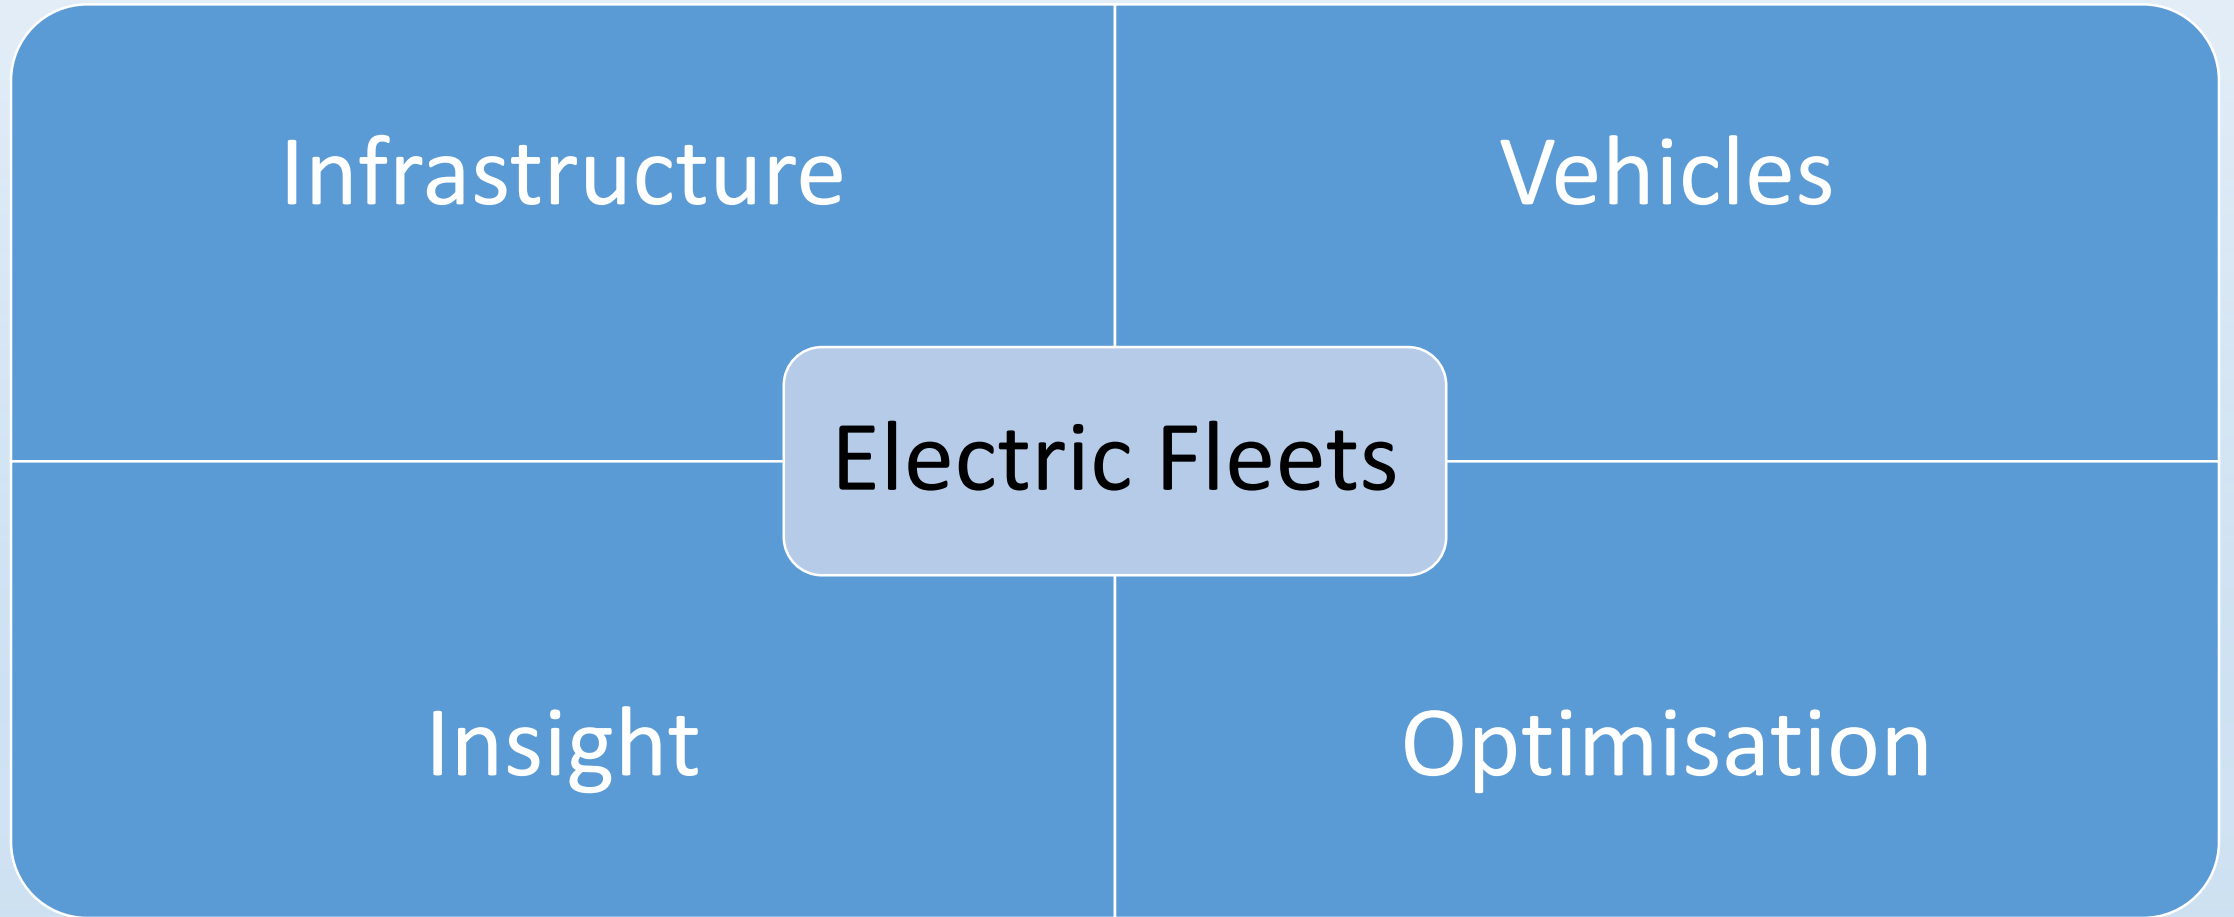 Infrastructure
Vehicles
Electric Fleets
Insight
Optimisation